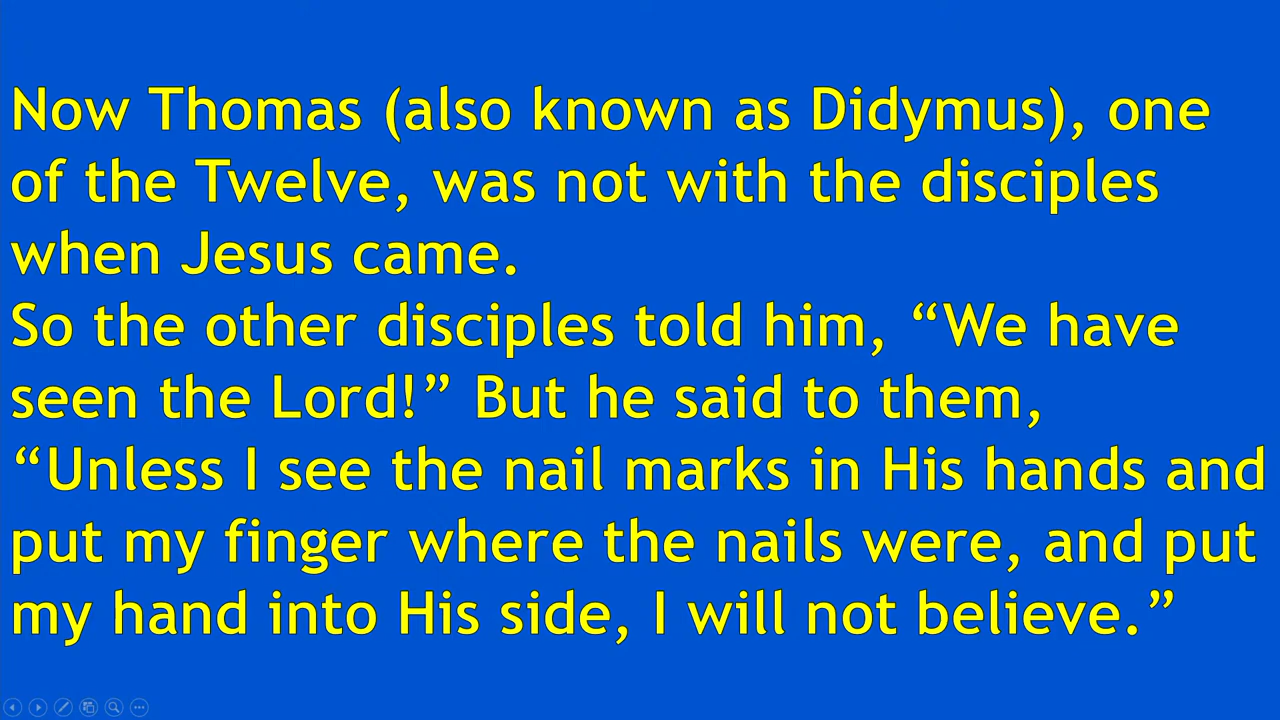 Now Thomas (also known as Didymus), one
of the Twelve, was not with the disciples
when Jesus came.
So the other disciples told him, “We have
seen the Lord!” But he said to them,
“Unless I see the nail marks in His hands and
put my finger where the nails were, and put
my hand into His side, I will not believe.”